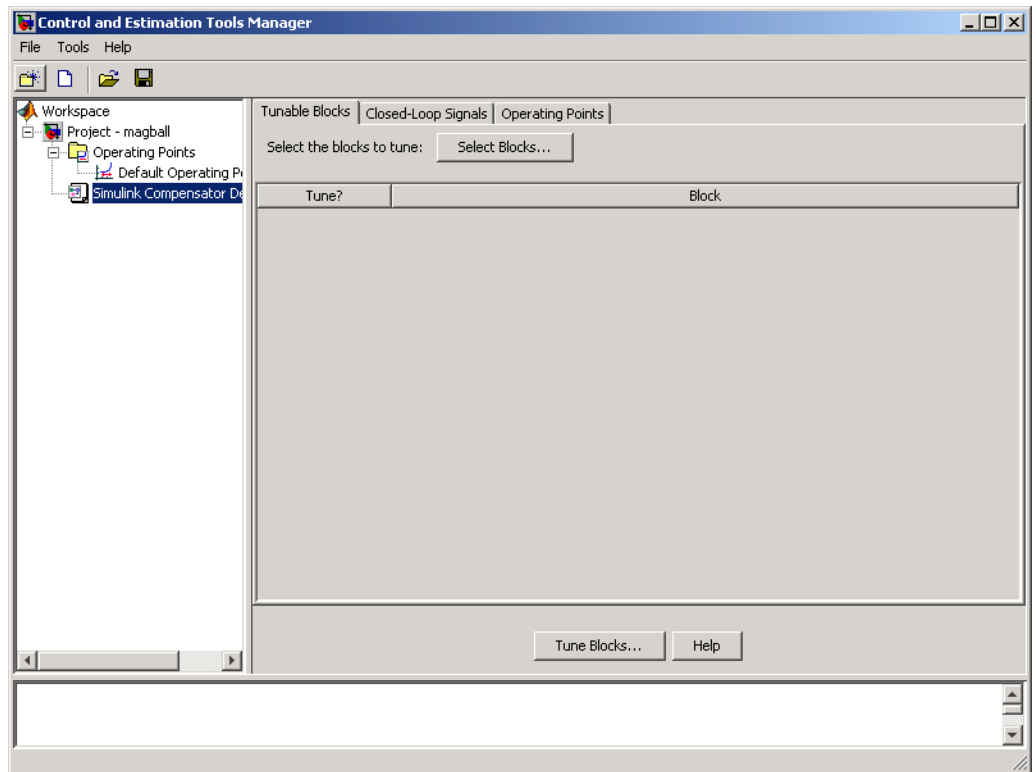 Control and Estimation Tools Manager
File Tools Help
Workspace
Project - magball
Operating Points
Default Operating P
Simulink Compensator De
Tunable Blocks Closed-Loop Signals Operating Points
Select the blocks to tune: Select Blocks...
Tune? Block
Tune Blocks... Help